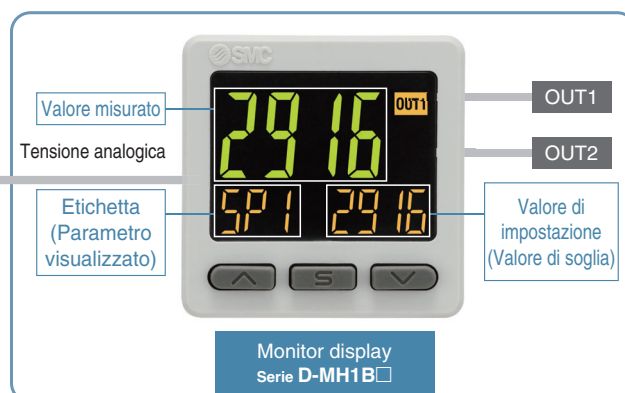 SMC
Valore misurato
2916
OUT1
OUT1
Tensione analogica
OUT2
Etichetta
(Parametro
visualizzato)
SP1
2916
Valore di
impostazione
(Valore di soglia)
S
Monitor display
Serie D-MH1B□